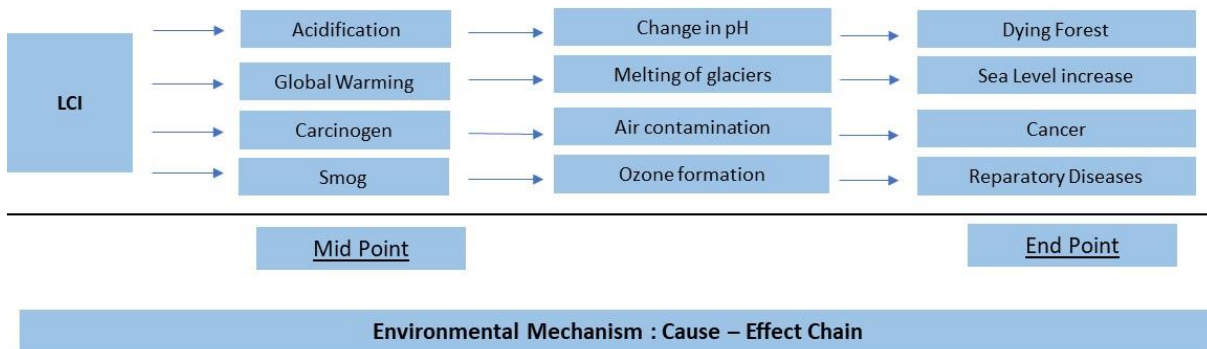 LCI
Acidification
Change in pH
Dying Forest
Global Warming
Melting of glaciers
Sea Level increase
Carcinogen
Air contamination
Cancer
Smog
Ozone formation
Reparatory Diseases
Mid Point
End Point
Environmental Mechanism : Cause – Effect Chain